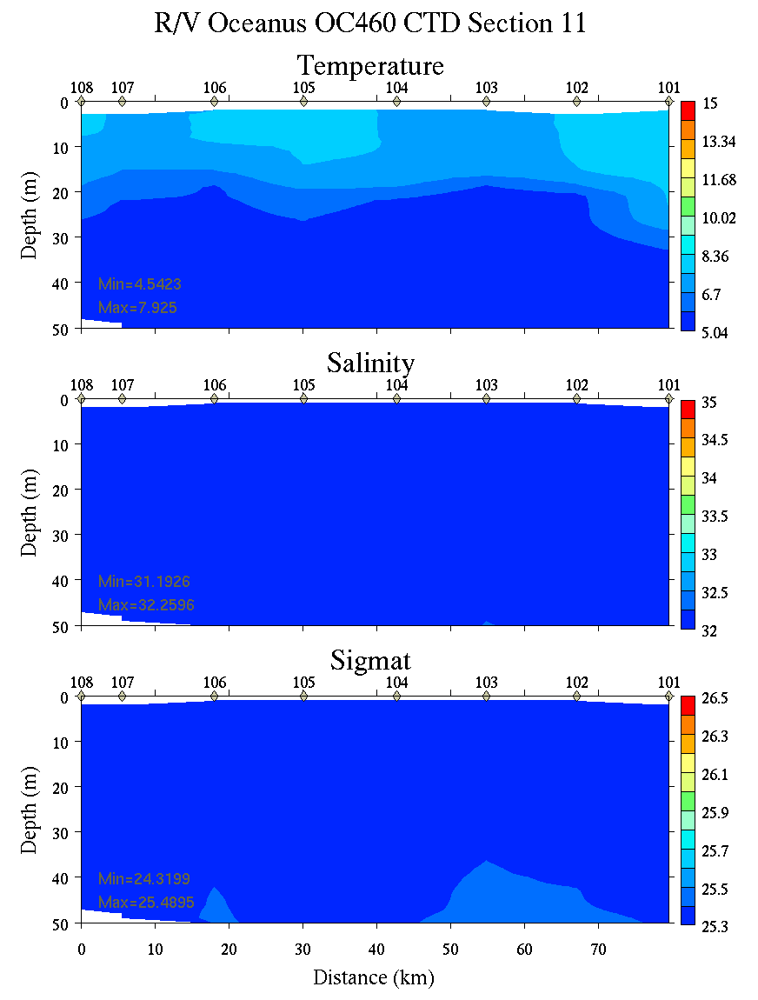 R/V Oceanus OC460 CTD Section 11
Temperature
108 107 106 105 104 103 102 101
0
10
20
30
40
50
Depth (m)
Min=4.5423
Max=7.925
15
13.34
11.68
10.02
8.36
6.7
5.04
Salinity
108 107 106 105 104 103 102 101
0
10
20
30
40
50
Depth (m)
Min=31.1926
Max=32.2596
35
34.5
34
33.5
33
32.5
32
Sigmat
108 107 106 105 104 103 102 101
0
10
20
30
40
50
Depth (m)
Min=24.3199
Max=25.4895
26.5
26.3
26.1
25.9
25.7
25.5
25.3
0 10 20 30 40 50 60 70
Distance (km)